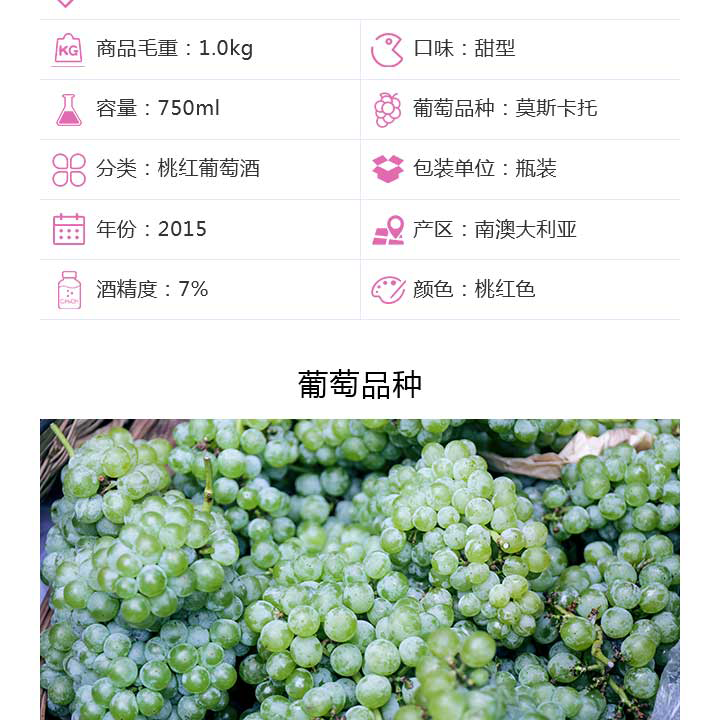 KG 商品毛重：1.0kg 口味：甜型
容量：750ml 葡萄品种：莫斯卡托
分类：桃红葡萄酒 包装单位：瓶装
年份：2015 产区：南澳大利亚
酒精度：7% 颜色：桃红色
葡萄品种